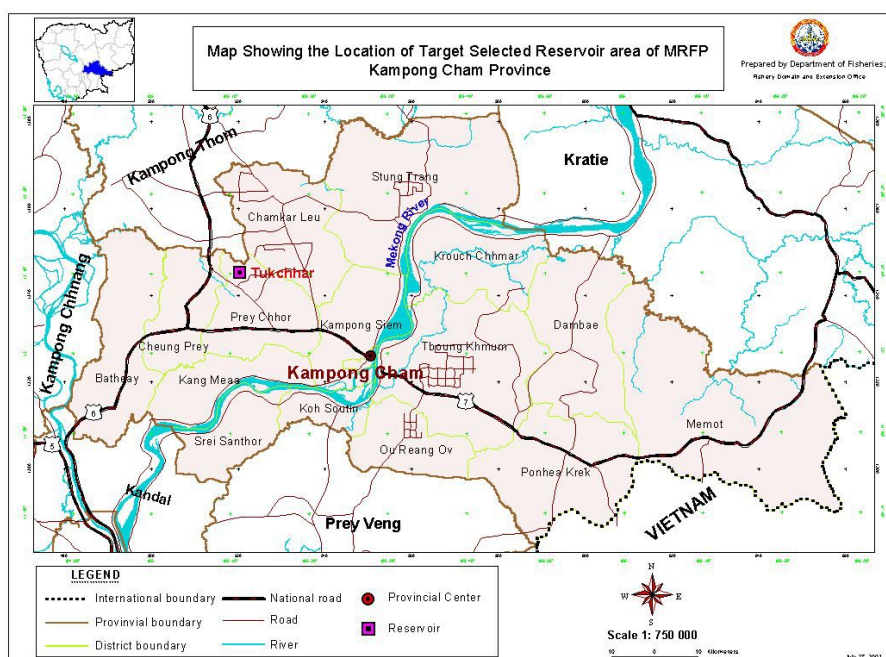 Map Showing the Location of Target Selected Reservoir area of MRFP
Kampong Cham Province
Prepared by Department of Fisheries;
Fishery Domain and Extension Office
6
Kampong Thom
Kratie
Stung Trang
Chamkar Leu
Mekong River
Krouch Chhmar
Tukchhar
Kampong Chhnang
Prey Chhor
Kampong Siem
Dambae
Cheung Prey
Tboung Khmum
Batheay
Kang Meas
Kampong Cham
Koh Soutin
7
6
5
Memot
Srei Santhor
Ou Reang Ov
Ponhea Krek
Kandal
Prey Veng
VIETNAM
LEGEND
International boundary
National road
Provincial Center
Provinvial boundary
Road
Reservoir
District boundary
River
N
W E
S
Scale 1: 750 000
10 0 10 Kilometers